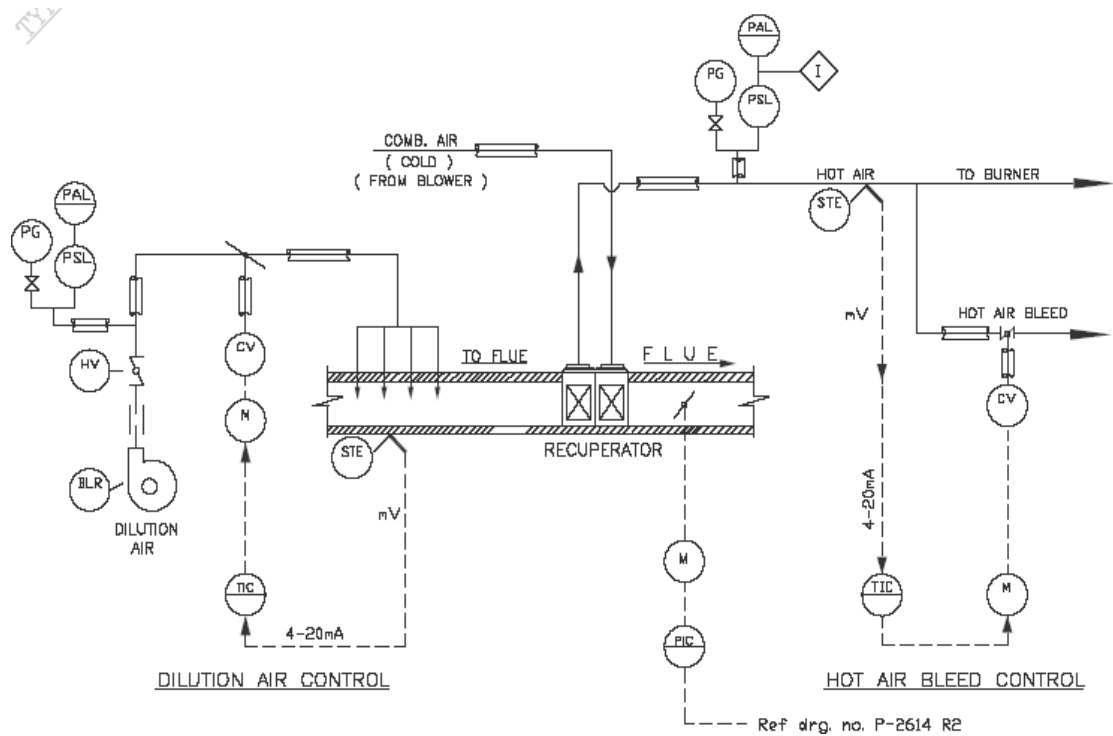 TY
PAL
PG
I
PSL
COMB. AIR
( COLD )
( FROM BLOWER )
HOT AIR
TO BURNER
STE
PAL
PG
PSL
mV
HOT AIR BLEED
CV
TO FLUE
FLUE
HV
CV
M
STE
RECUPERATOR
BLR
mV
4-20mA
DILUTION
AIR
M
TIC
TIC
M
4-20mA
PIC
DILUTION AIR CONTROL
HOT AIR BLEED CONTROL
Ref drg. no. P-2614 R2